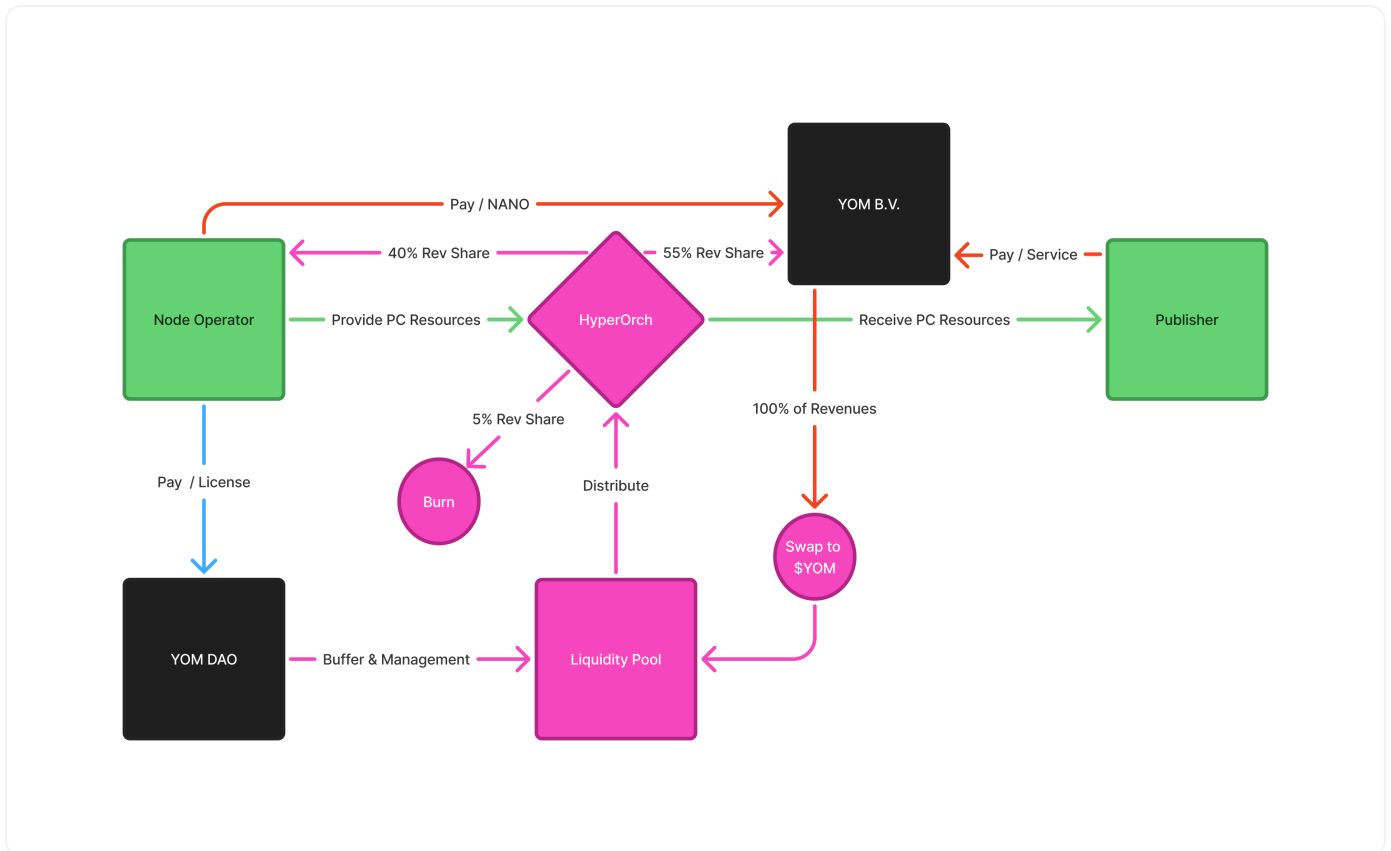 YOM B.V.
Pay / NANO
40% Rev Share
55% Rev Share
Pay / Service
Node Operator
Provide PC Resources
HyperOrch
Receive PC Resources
Publisher
100% of Revenues
5% Rev Share
Pay  / License
Distribute
Burn
Swap to
$YOM
YOM DAO
Buffer & Management
Liquidity Pool